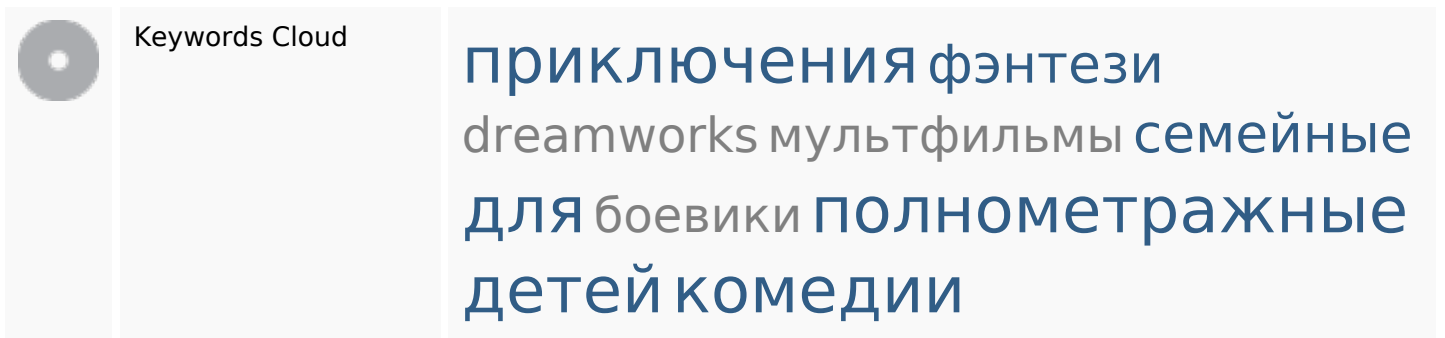 Keywords Cloud
приключения фэнтези
dreamworks мультфильмы семейные
для боевики полнометражные
детей комедии